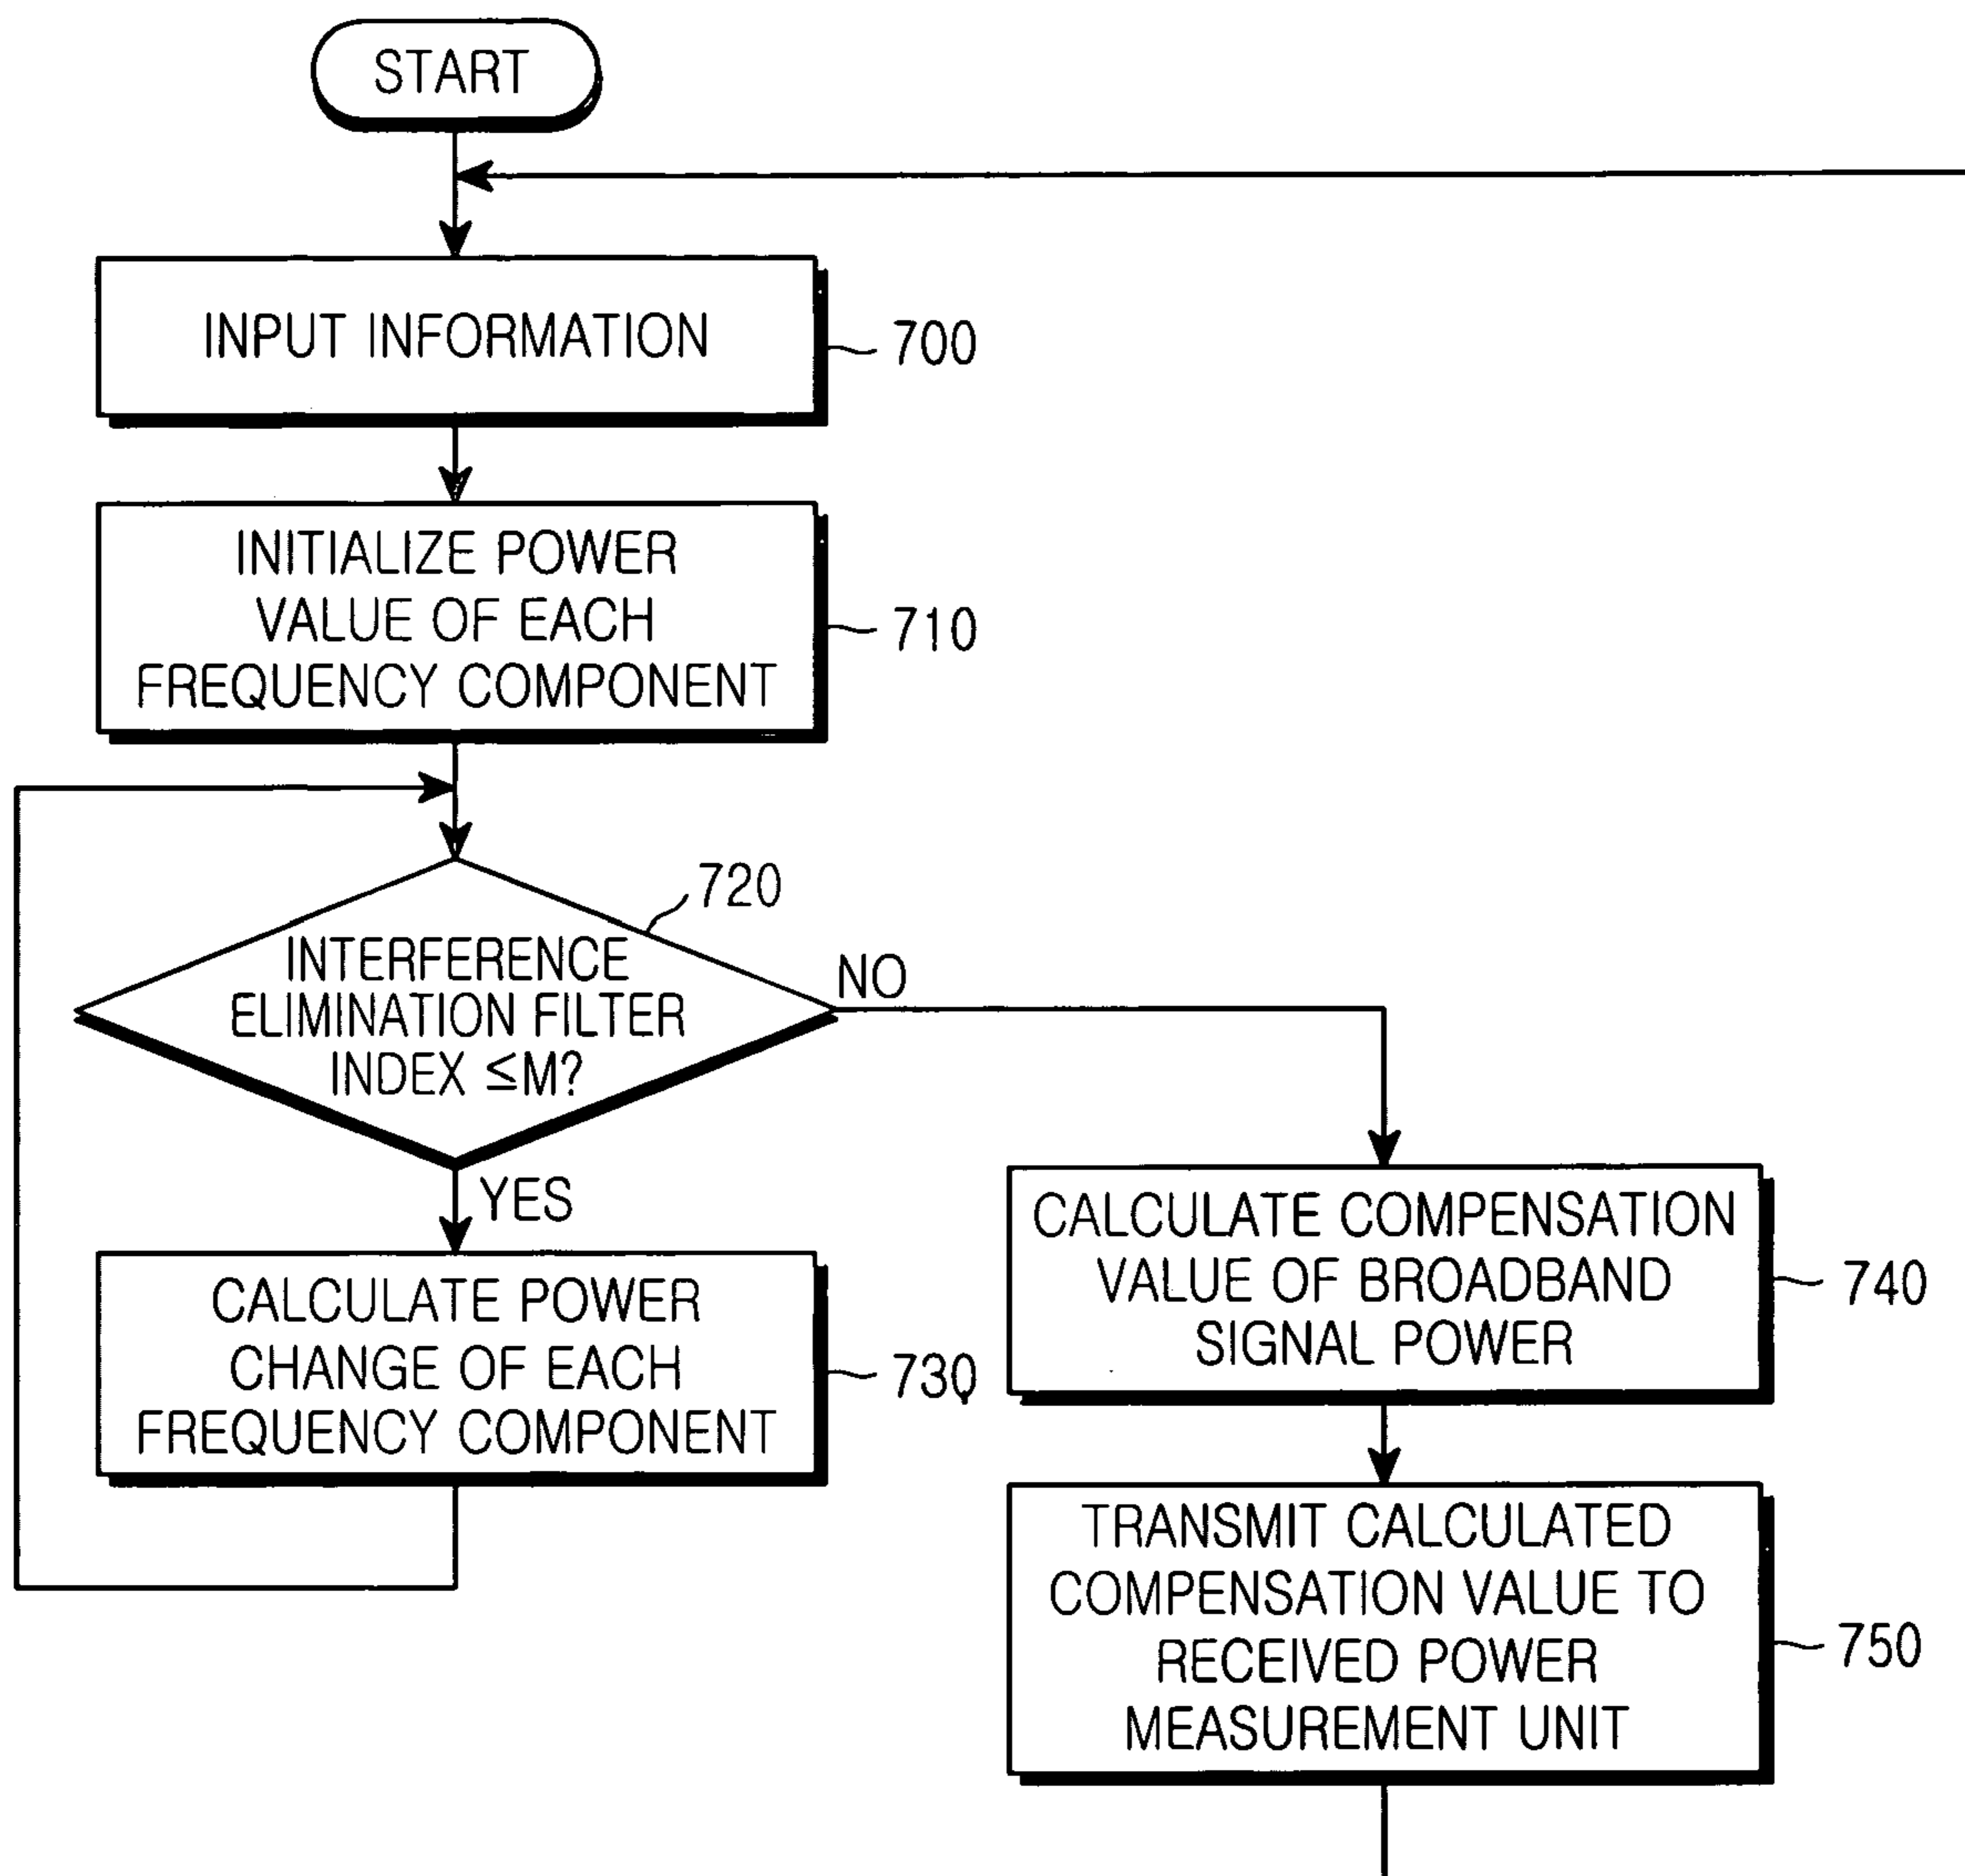 START
INPUT INFORMATION
700
INITIALIZE POWER
VALUE OF EACH
FREQUENCY COMPONENT
710
720
INTERFERENCE
ELIMINATION FILTER
INDEX ≤M?
NO
YES
CALCULATE POWER
CHANGE OF EACH
FREQUENCY COMPONENT
730
CALCULATE COMPENSATION
VALUE OF BROADBAND
SIGNAL POWER
740
TRANSMIT CALCULATED
COMPENSATION VALUE TO
RECEIVED POWER
MEASUREMENT UNIT
750